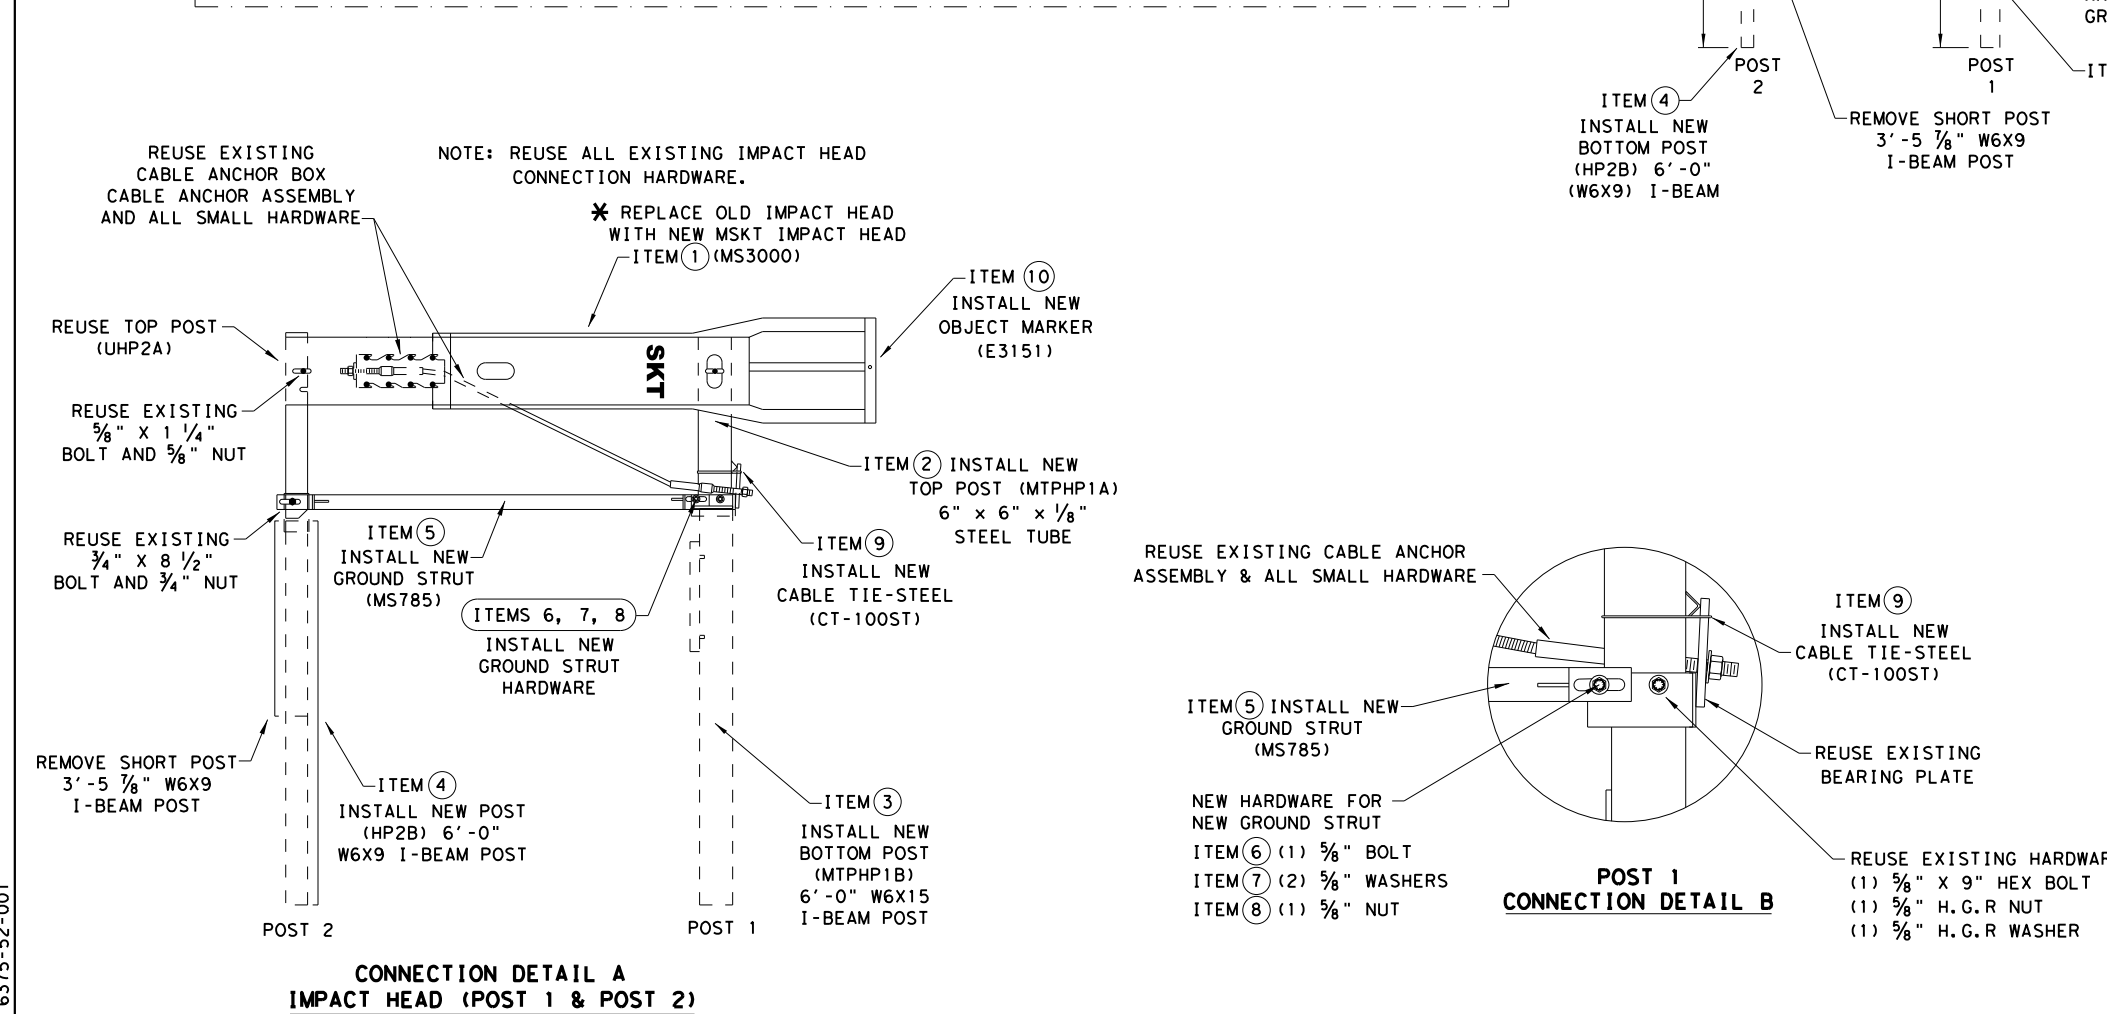 REUSE EXISTING
CABLE ANCHOR BOX
CABLE ANCHOR ASSEMBLY
AND ALL SMALL HARDWARE
NOTE: REUSE ALL EXISTING IMPACT HEAD
CONNECTION HARDWARE.
* REPLACE OLD IMPACT HEAD
WITH NEW MSKT IMPACT HEAD
ITEM 1 (MS3000)
ITEM 10
INSTALL NEW
OBJECT MARKER
(E3151)
REUSE TOP POST
(UHP2A)
SKT
REUSE EXISTING
5/8" X 1 1/4"
BOLT AND 5/8" NUT
ITEM 2 INSTALL NEW
TOP POST (MTPHP1A)
6" x 6" x 1/8"
STEEL TUBE
REUSE EXISTING
3/4" X 8 1/2"
BOLT AND 3/4" NUT
ITEM 5
INSTALL NEW
GROUND STRUT
(MS785)
ITEM 9
INSTALL NEW
CABLE TIE-STEEL
(CT-100ST)
ITEMS 6, 7, 8
INSTALL NEW
GROUND STRUT
HARDWARE
REMOVE SHORT POST
3'-5 7/8" W6X9
I-BEAM POST
ITEM 4
INSTALL NEW POST
(HP2B) 6'-0"
W6X9 I-BEAM POST
ITEM 3
INSTALL NEW
BOTTOM POST
(MTPHP1B)
6'-0" W6X15
I-BEAM POST
POST 2
POST 1
CONNECTION DETAIL A
IMPACT HEAD (POST 1 & POST 2)
POST
2
POST
1
GR
IT
ITEM 4
INSTALL NEW
BOTTOM POST
(HP2B) 6'-0"
(W6X9) I-BEAM
REMOVE SHORT POST
3'-5 7/8" W6X9
I-BEAM POST
REUSE EXISTING CABLE ANCHOR
ASSEMBLY & ALL SMALL HARDWARE
ITEM 9
INSTALL NEW
CABLE TIE-STEEL
(CT-100ST)
ITEM 5 INSTALL NEW
GROUND STRUT
(MS785)
REUSE EXISTING
BEARING PLATE
NEW HARDWARE FOR
NEW GROUND STRUT
ITEM 6 (1) 5/8" BOLT
ITEM 7 (2) 5/8" WASHERS
ITEM 8 (1) 5/8" NUT
POST 1
CONNECTION DETAIL B
REUSE EXISTING HARDWAR
(1) 5/8" X 9" HEX BOLT
(1) 5/8" H.G.R NUT
(1) 5/8" H.G.R WASHER